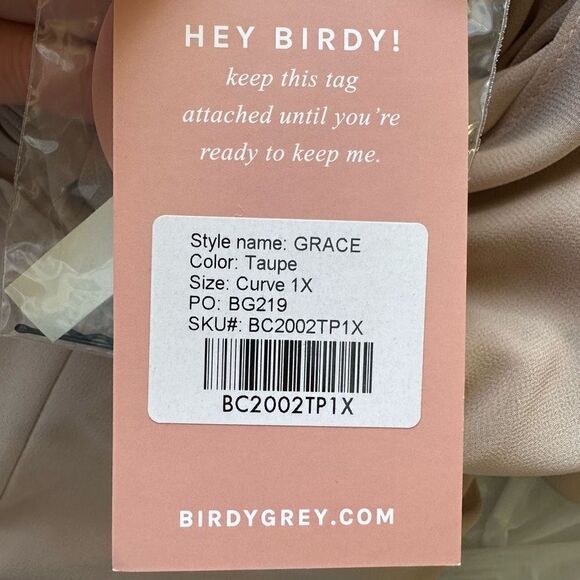 HEY BIRDY!
keep this tag
attached until you're
ready to keep me.
Style name: GRACE
Color: Taupe
Size: Curve 1X
PO: BG219
SKU#: BC2002TP1X
BC2002TP1X
BIRDYGREY.COM